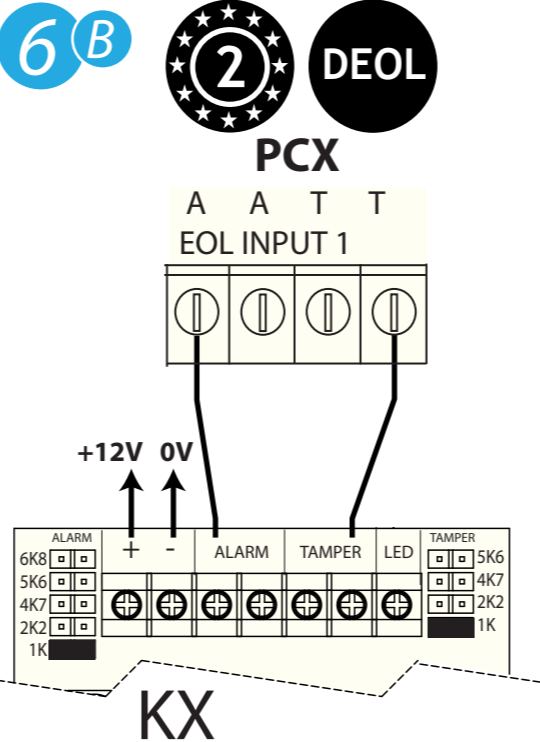 6 B 2 DEOL
PCX
A A T T
EOL INPUT 1
+12V 0V
ALARM TAMPER
+ - ALARM TAMPER LED
6K8 5K6
5K6 4K7
4K7 2K2
2K2 1K
1K
KX